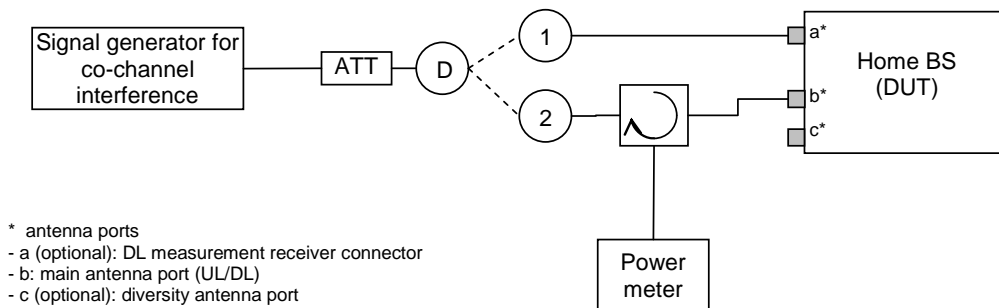 Signal generator for
co-channel
interference
ATT
D
1
2
a*
b*
c*
Home BS
(DUT)
Power
meter
* antenna ports
- a (optional): DL measurement receiver connector
- b: main antenna port (UL/DL)
- c (optional): diversity antenna port